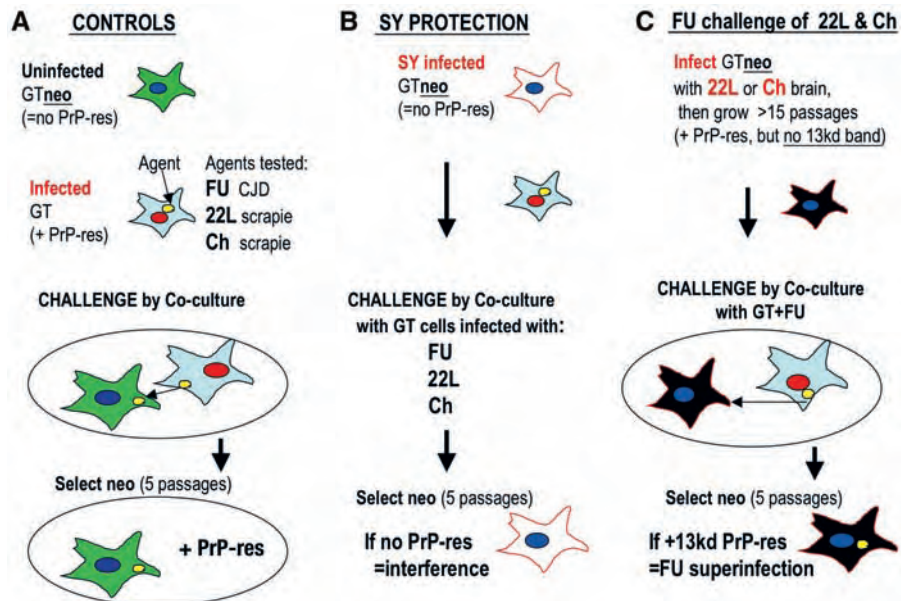 A CONTROLS
Uninfected
GTneo
(=no PrP-res)
Agent
Infected
GT
(+ PrP-res)
Agents tested:
FU CJD
22L scrapie
Ch scrapie
CHALLENGE by Co-culture
Select neo (5 passages)
+ PrP-res
B SY PROTECTION
SY infected
GTneo
(=no PrP-res)
CHALLENGE by Co-culture
with GT cells infected with:
FU
22L
Ch
Select neo (5 passages)
If no PrP-res
=interference
C FU challenge of 22L & Ch
Infect GTneo
with 22L or Ch brain,
then grow >15 passages
(+ PrP-res, but no 13kd band)
CHALLENGE by Co-culture
with GT+FU
Select neo (5 passages)
If +13kd PrP-res
=FU superinfection